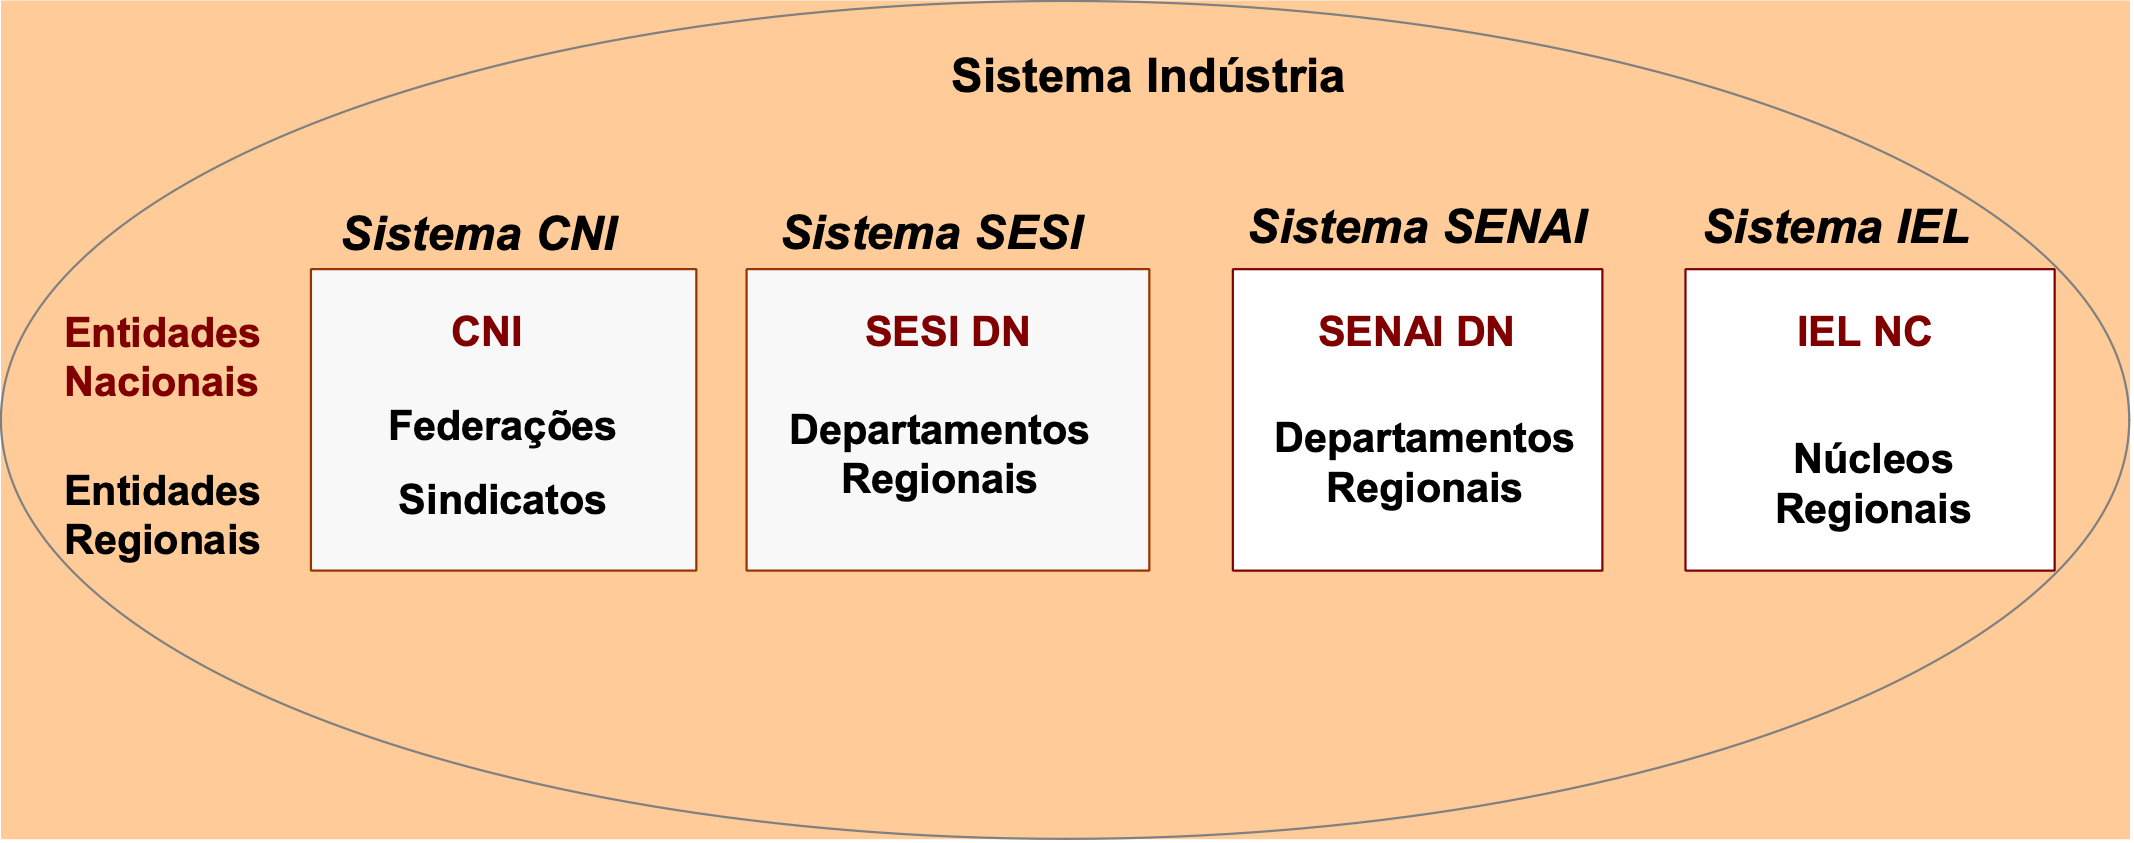 Sistema Indústria
Sistema CNI
Sistema SESI
Sistema SENAI
Sistema IEL
Entidades
Nacionais
CNI
SESI DN
SENAI DN
IEL NC
Entidades
Regionais
Federações
Sindicatos
Departamentos
Regionais
Departamentos
Regionais
Núcleos
Regionais